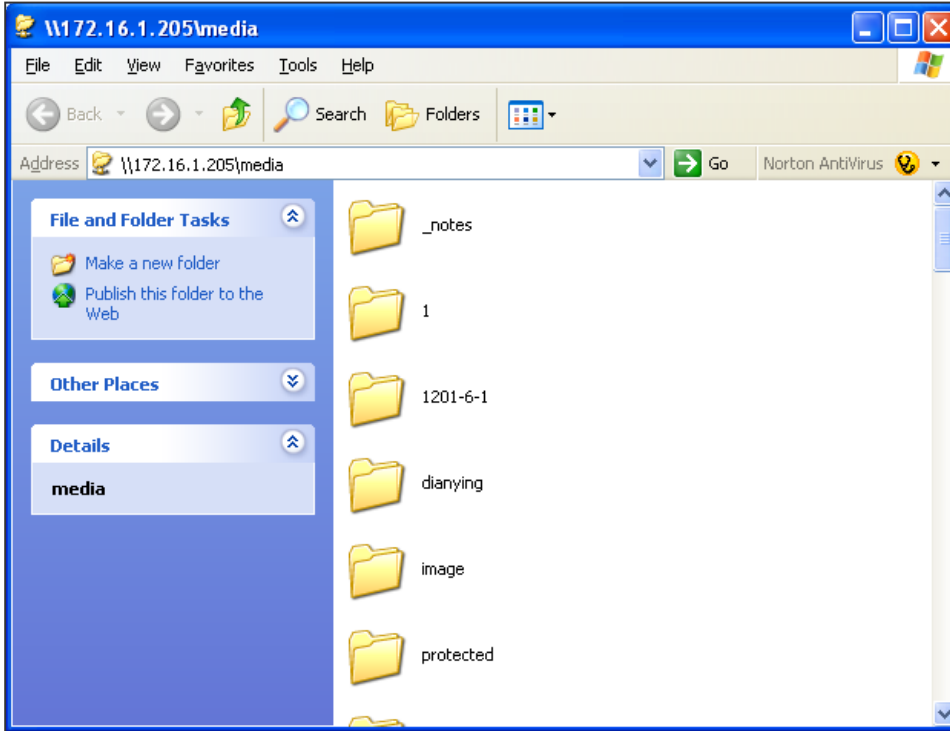 \\172.16.1.205\media
File Edit View Favorites Tools Help
Back Search Folders
Address \\172.16.1.205\media Go Norton AntiVirus
File and Folder Tasks
Make a new folder
Publish this folder to the
Web
Other Places
Details
media
_notes
1
1201-6-1
dianying
image
protected